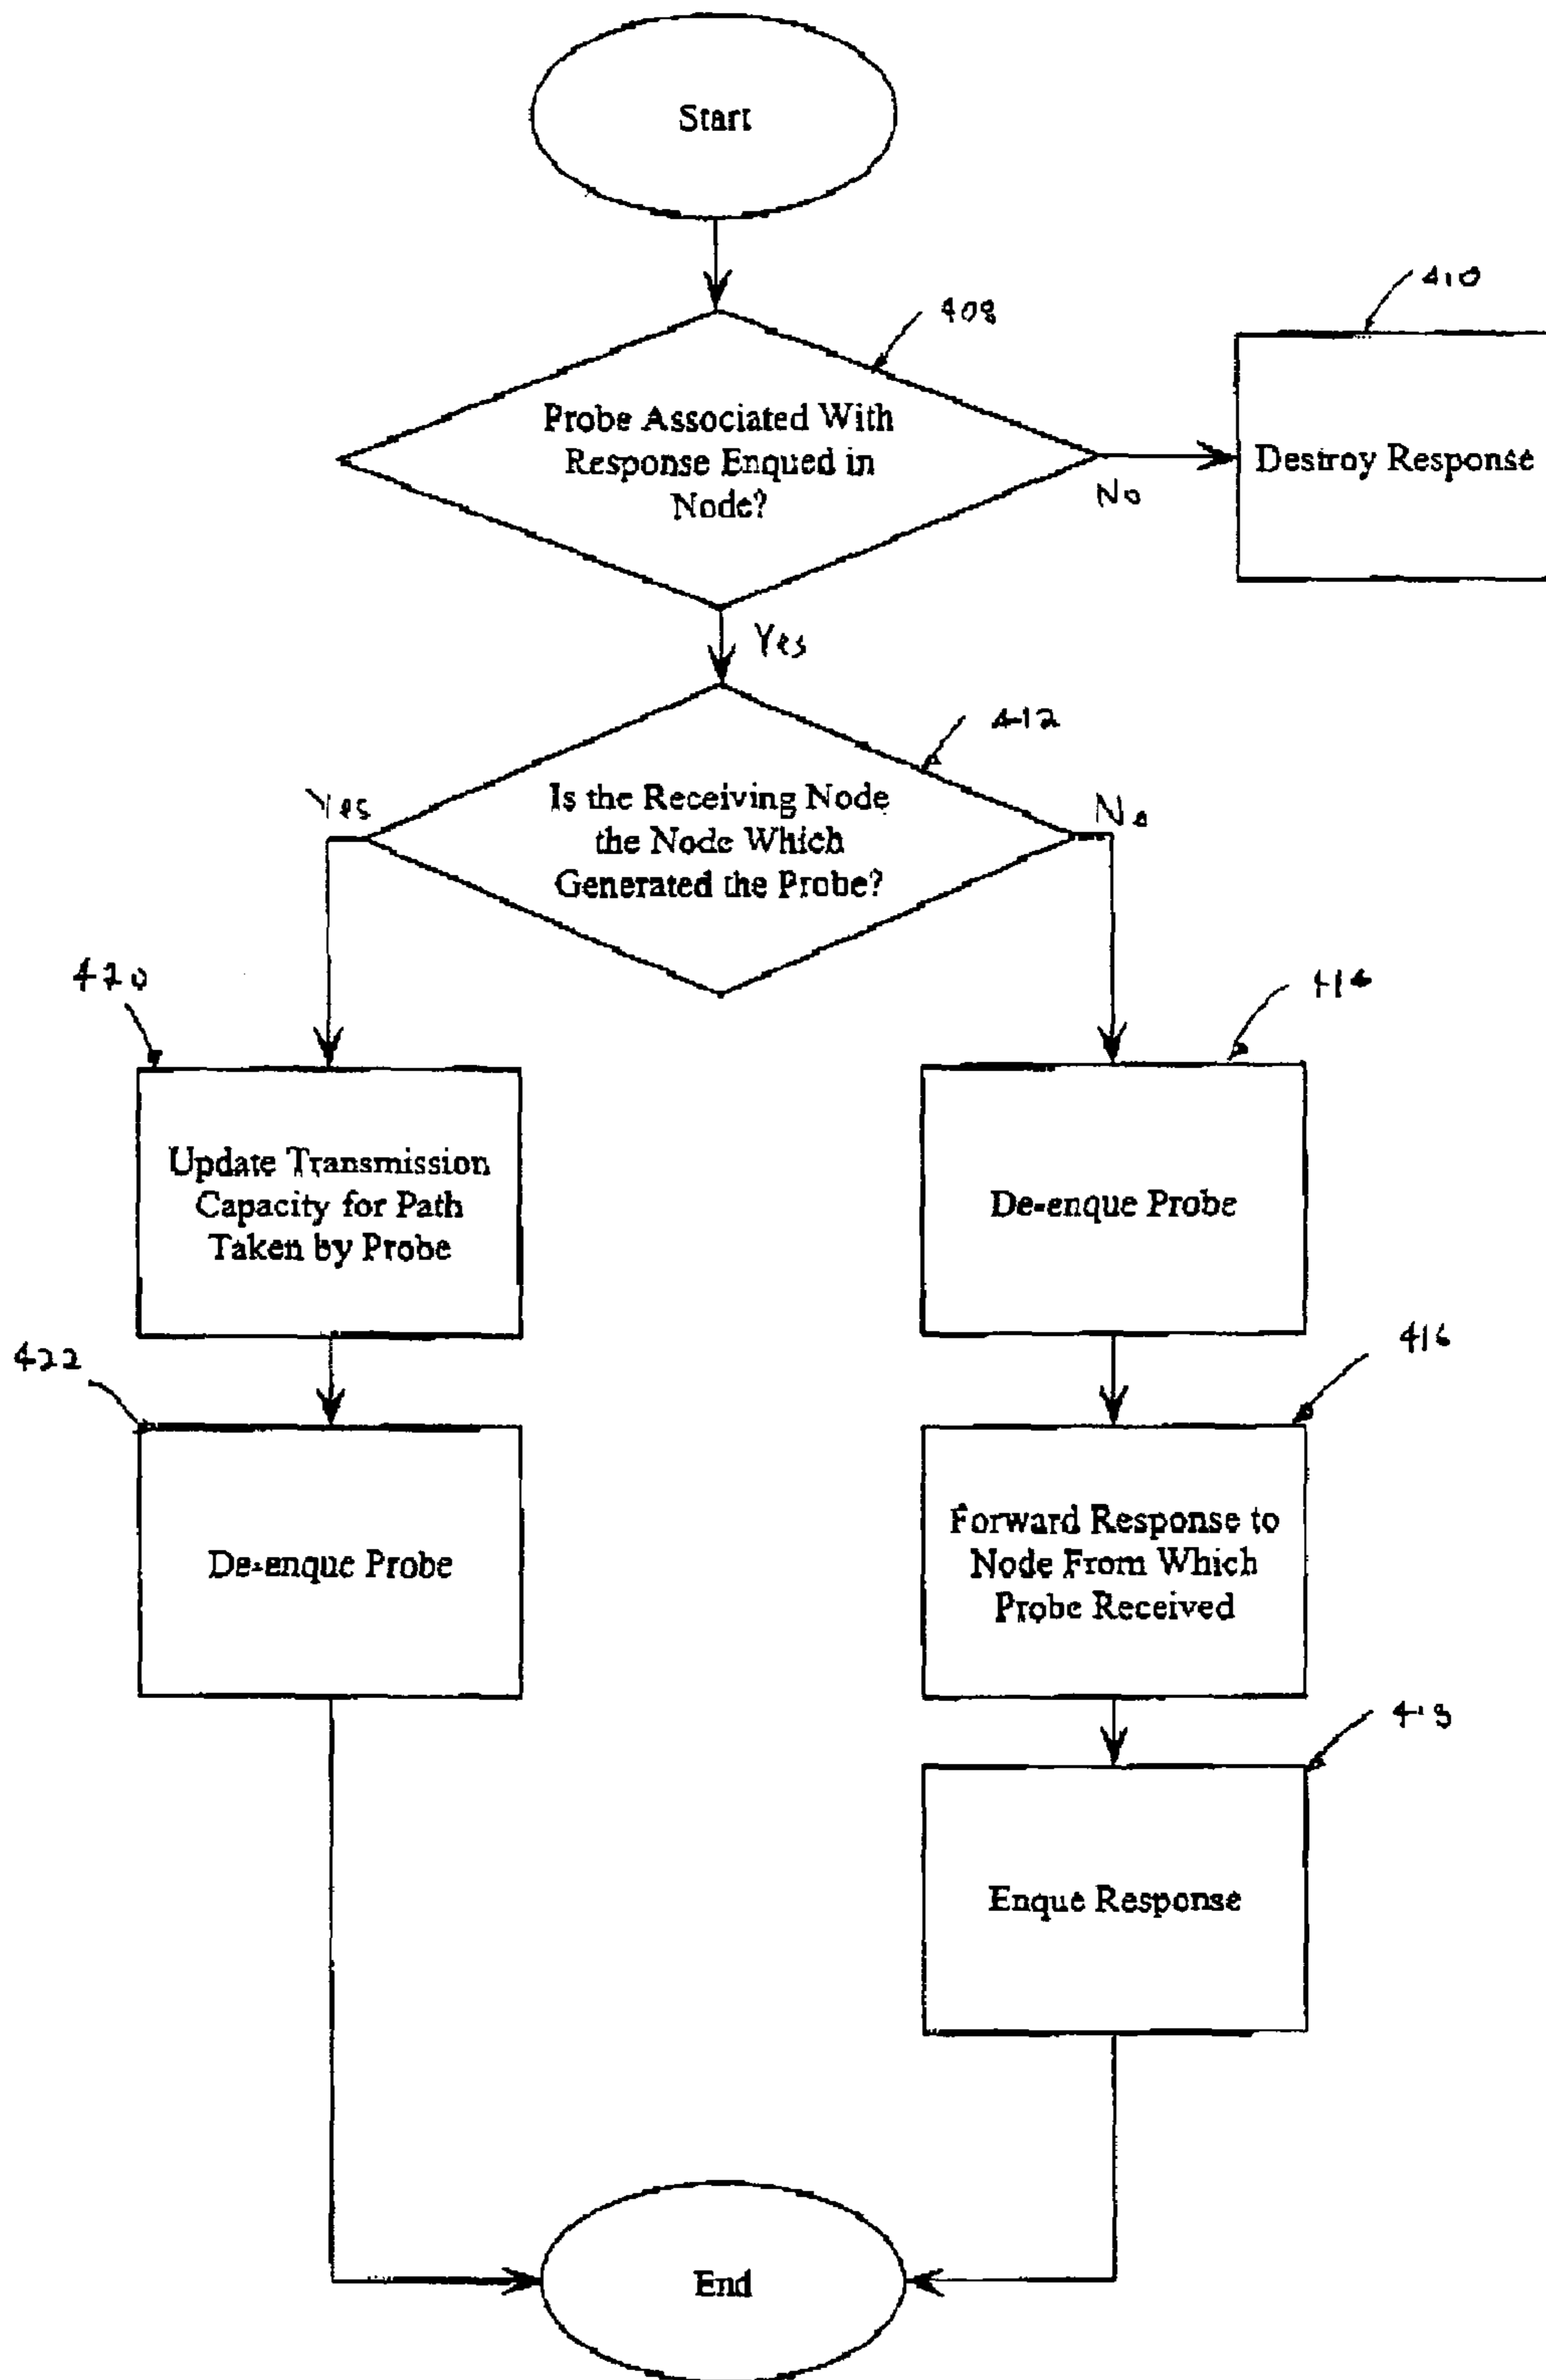 Start
408
410
Probe Associated With
Response Enqued in
Node?
Destroy Response
No
Yes
412
Is the Receiving Node
the Node Which
Generated the Probe?
Yes
No
420
414
Update Transmission
Capacity for Path
Taken by Probe
De-enque Probe
422
416
De-enque Probe
Forward Response to
Node From Which
Probe Received
418
Enque Response
End